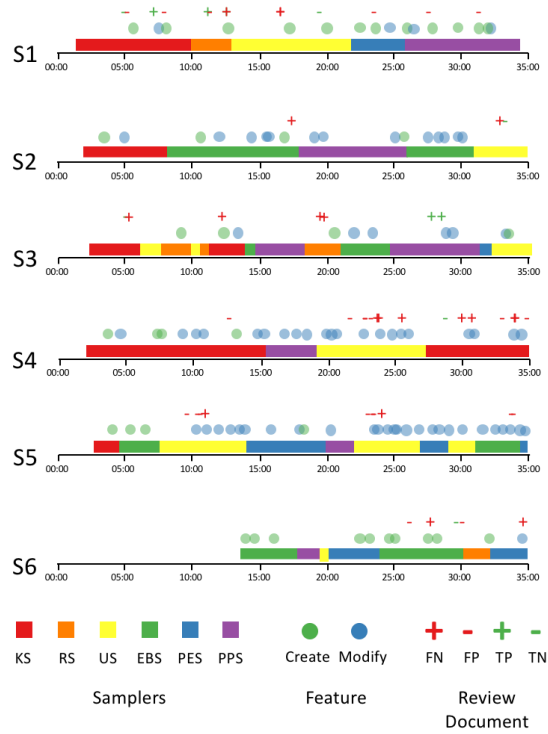 S1
00:00 05:00 10:00 15:00 20:00 25:00 30:00 35:00
S2
00:00 05:00 10:00 15:00 20:00 25:00 30:00 35:00
S3
00:00 05:00 10:00 15:00 20:00 25:00 30:00 35:00
S4
00:00 05:00 10:00 15:00 20:00 25:00 30:00 35:00
S5
00:00 05:00 10:00 15:00 20:00 25:00 30:00 35:00
S6
00:00 05:00 10:00 15:00 20:00 25:00 30:00 35:00
KS RS US EBS PES PPS Create Modify FN FP TP TN
Samplers Feature Review
Document